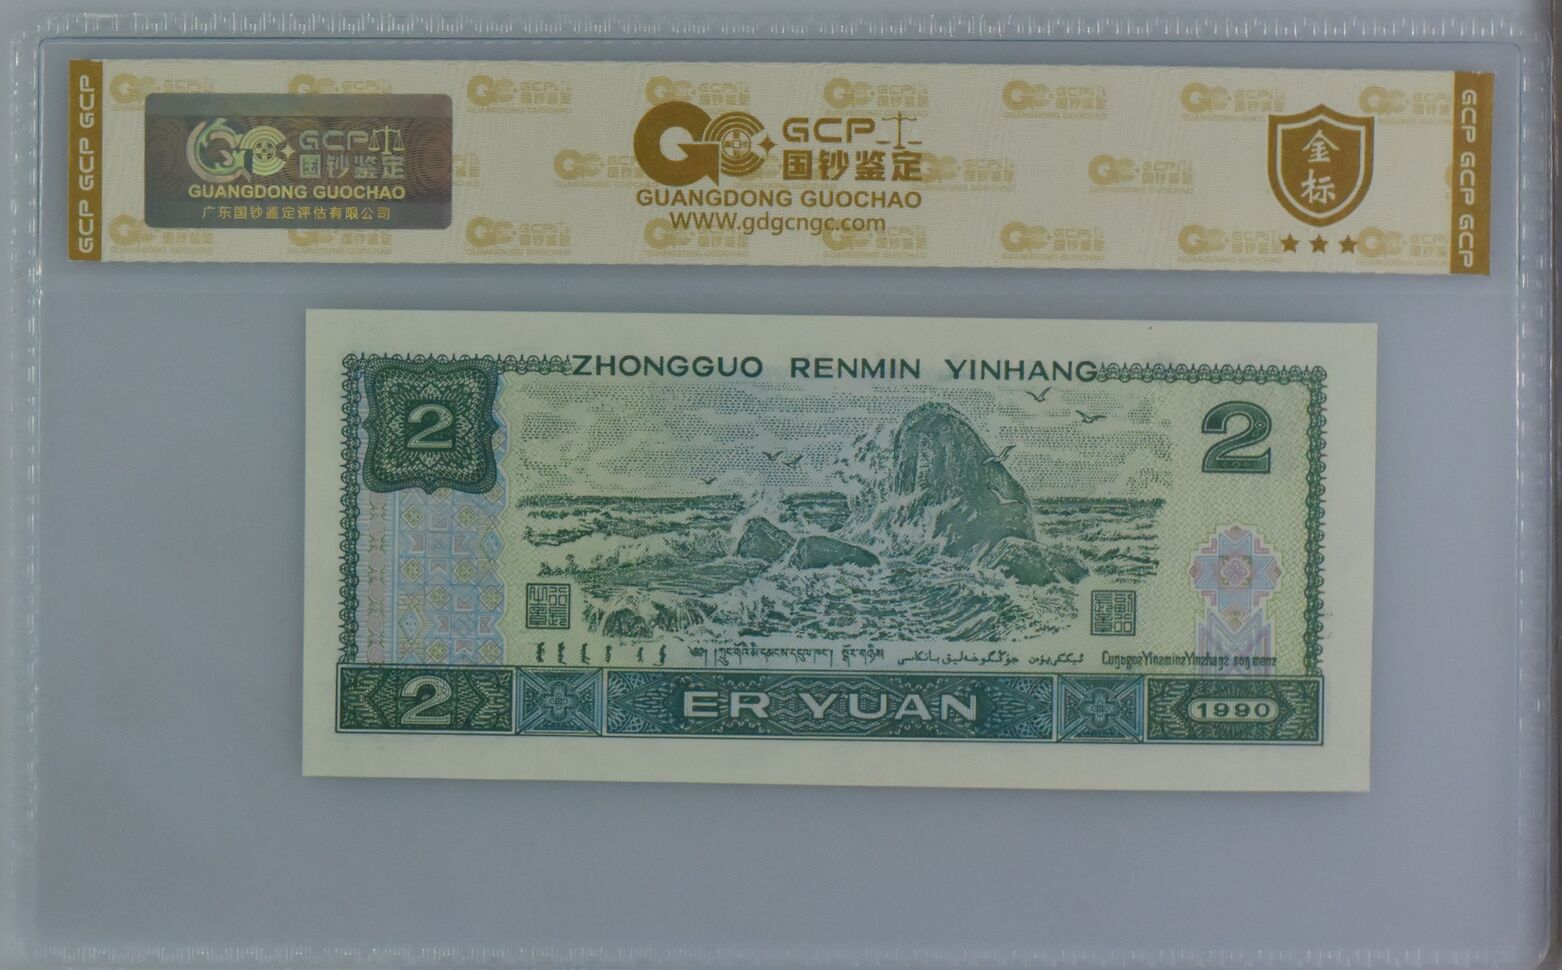 GCP GCP GCP
GCP
国钞鉴定
GUANGDONG GUOCHAO
广东国钞鉴定评估有限公司
GCP
国钞鉴定
GUANGDONG GUOCHAO
WWW.gdgcngc.com
金标
GCP GCP GCP
ZHONGGUO RENMIN YINHANG
2
2
2
ER YUAN
1990